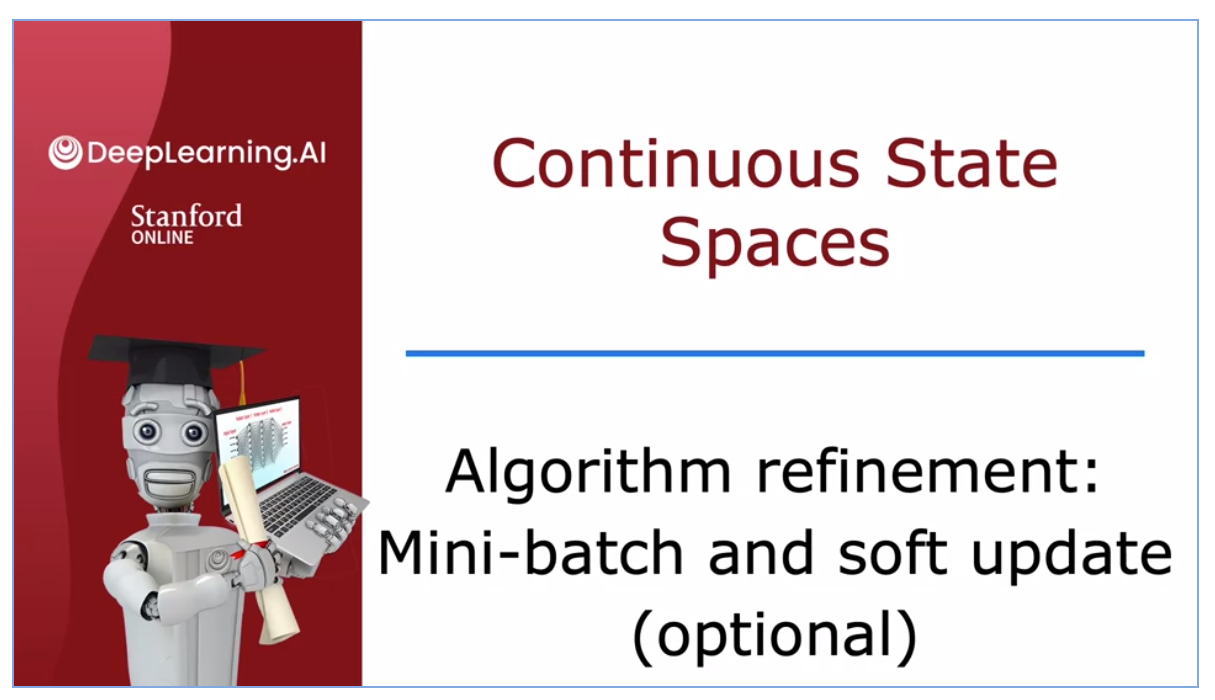 DeepLearning.AI
Stanford
ONLINE
Continuous State
Spaces
Algorithm refinement:
Mini-batch and soft update
(optional)